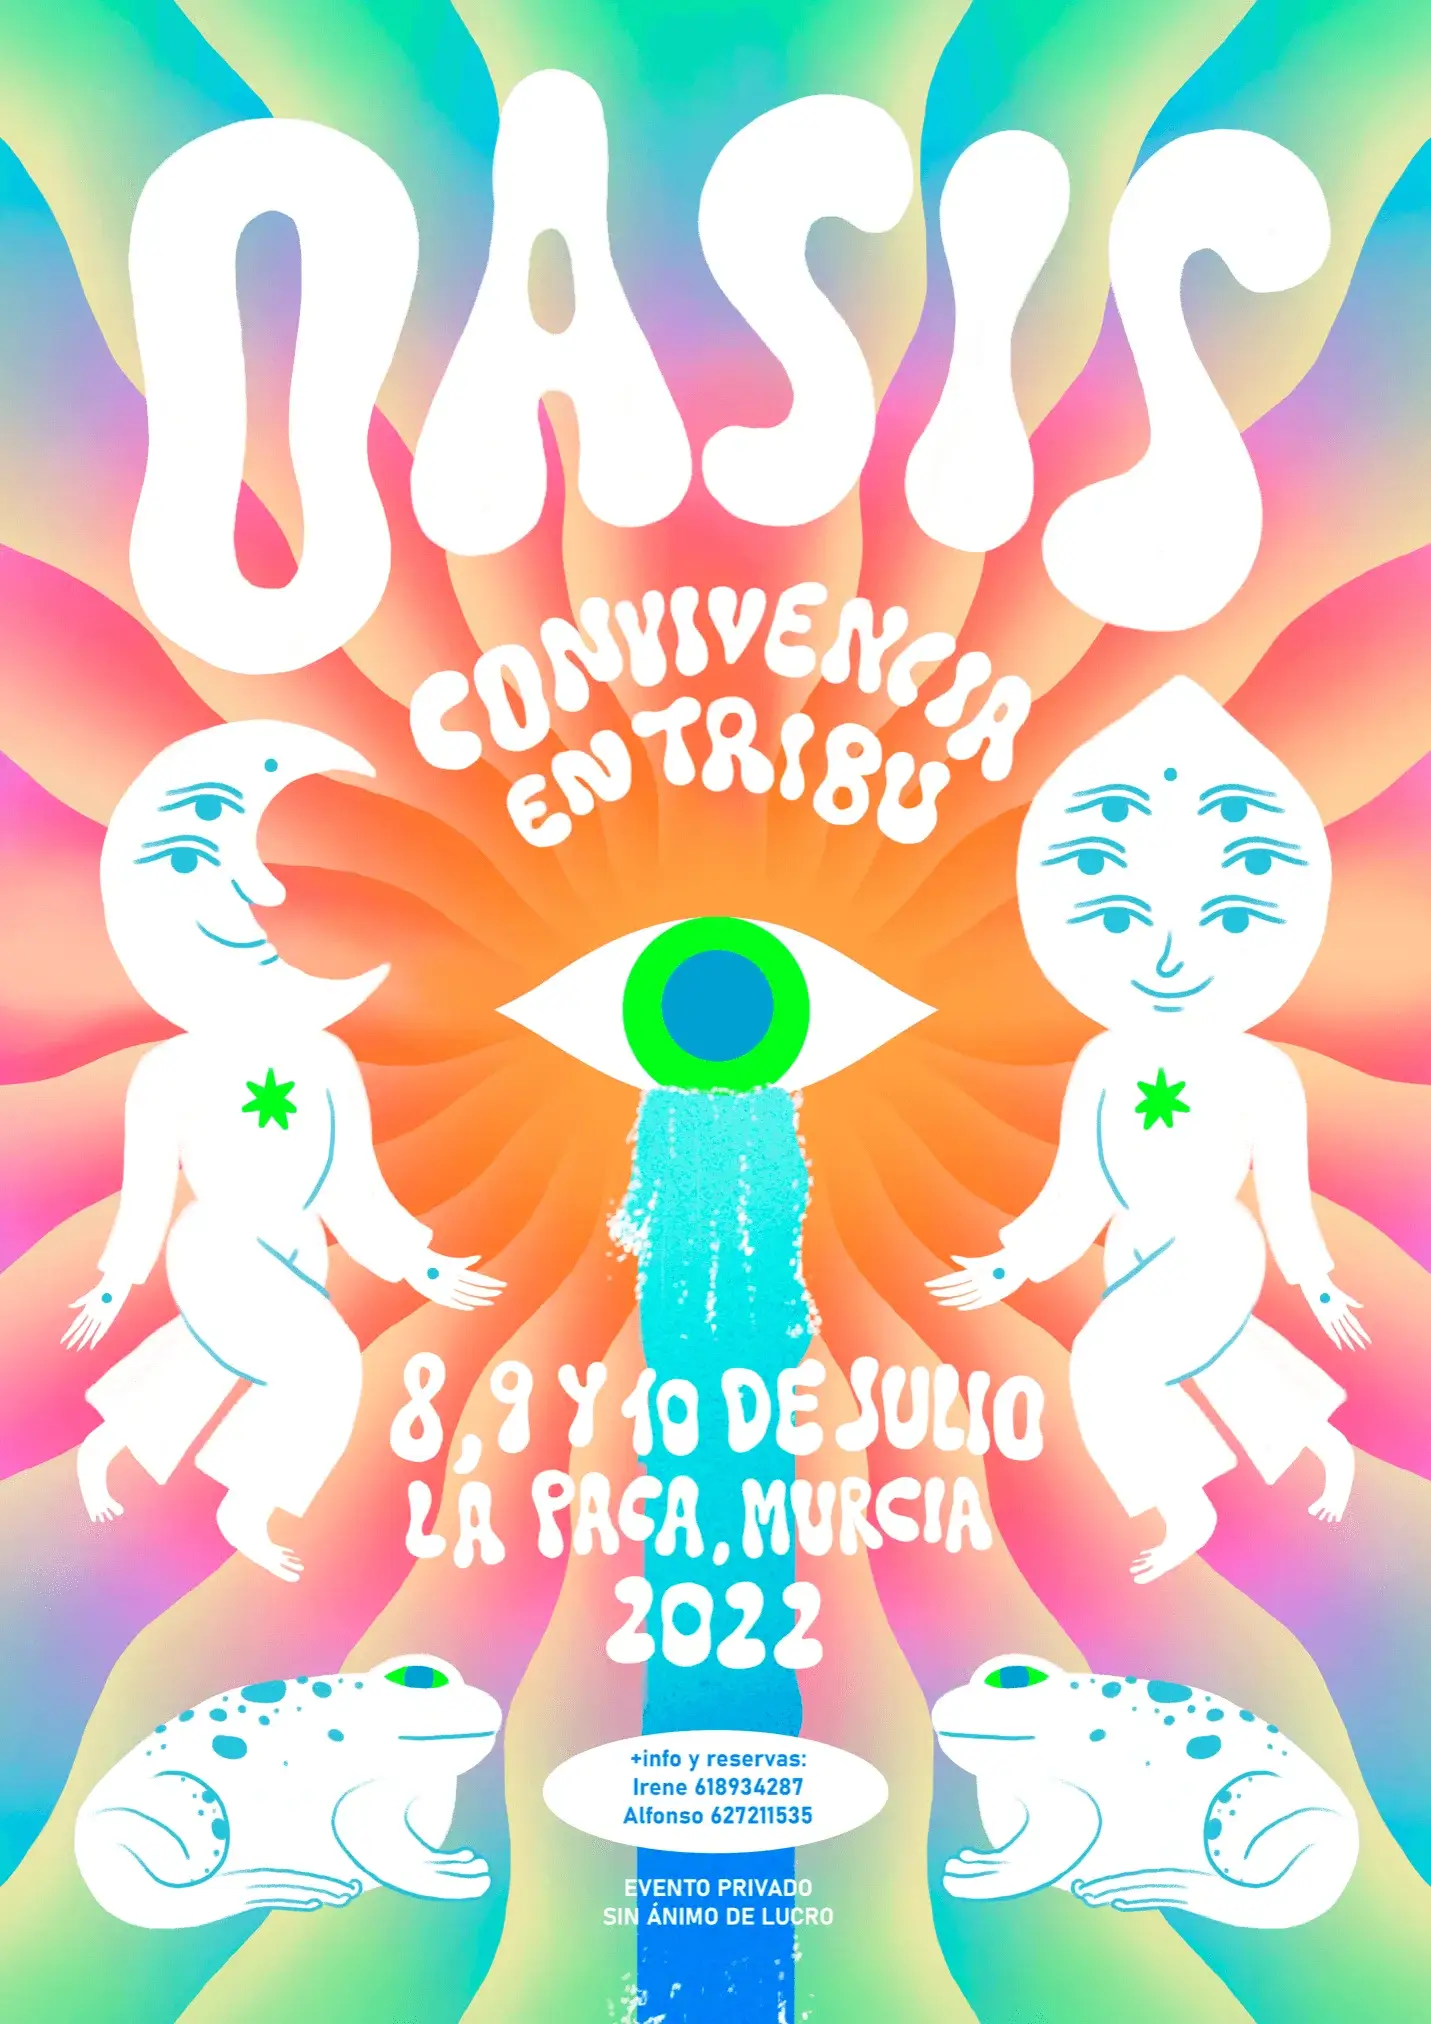 OASIS
CONVIVENCIA
EN TRIBU
8, 9 Y 10 DE JULIO
LA PACA, MURCIA
2022
+info y reservas:
Irene 618934287
Alfonso 627211535
EVENTO PRIVADO
SIN ÁNIMO DE LUCRO